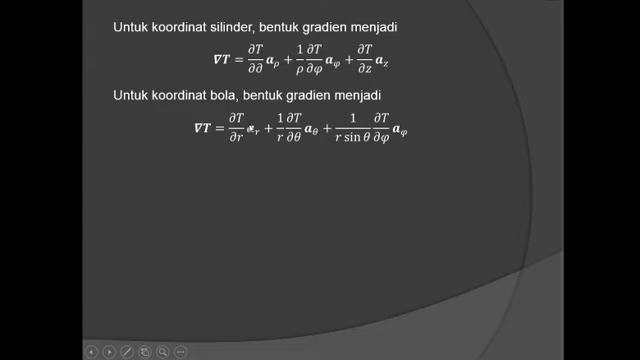 Untuk koordinat silinder, bentuk gradien menjadi
∇T = ∂T/∂∂ a_ρ + 1/ρ ∂T/∂φ a_φ + ∂T/∂z a_z
Untuk koordinat bola, bentuk gradien menjadi
∇T = ∂T/∂r a_r + 1/r ∂T/∂θ a_θ + 1/(r sin θ) ∂T/∂φ a_φ